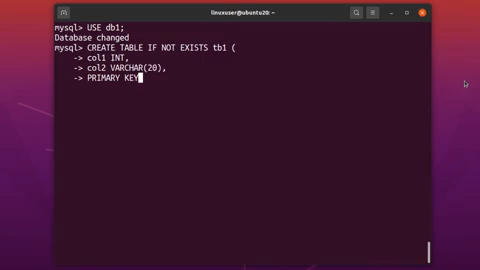 linuxuser@ubuntu20: ~
mysql> USE db1;
Database changed
mysql> CREATE TABLE IF NOT EXISTS tb1 (
    -> col1 INT,
    -> col2 VARCHAR(20),
    -> PRIMARY KEY